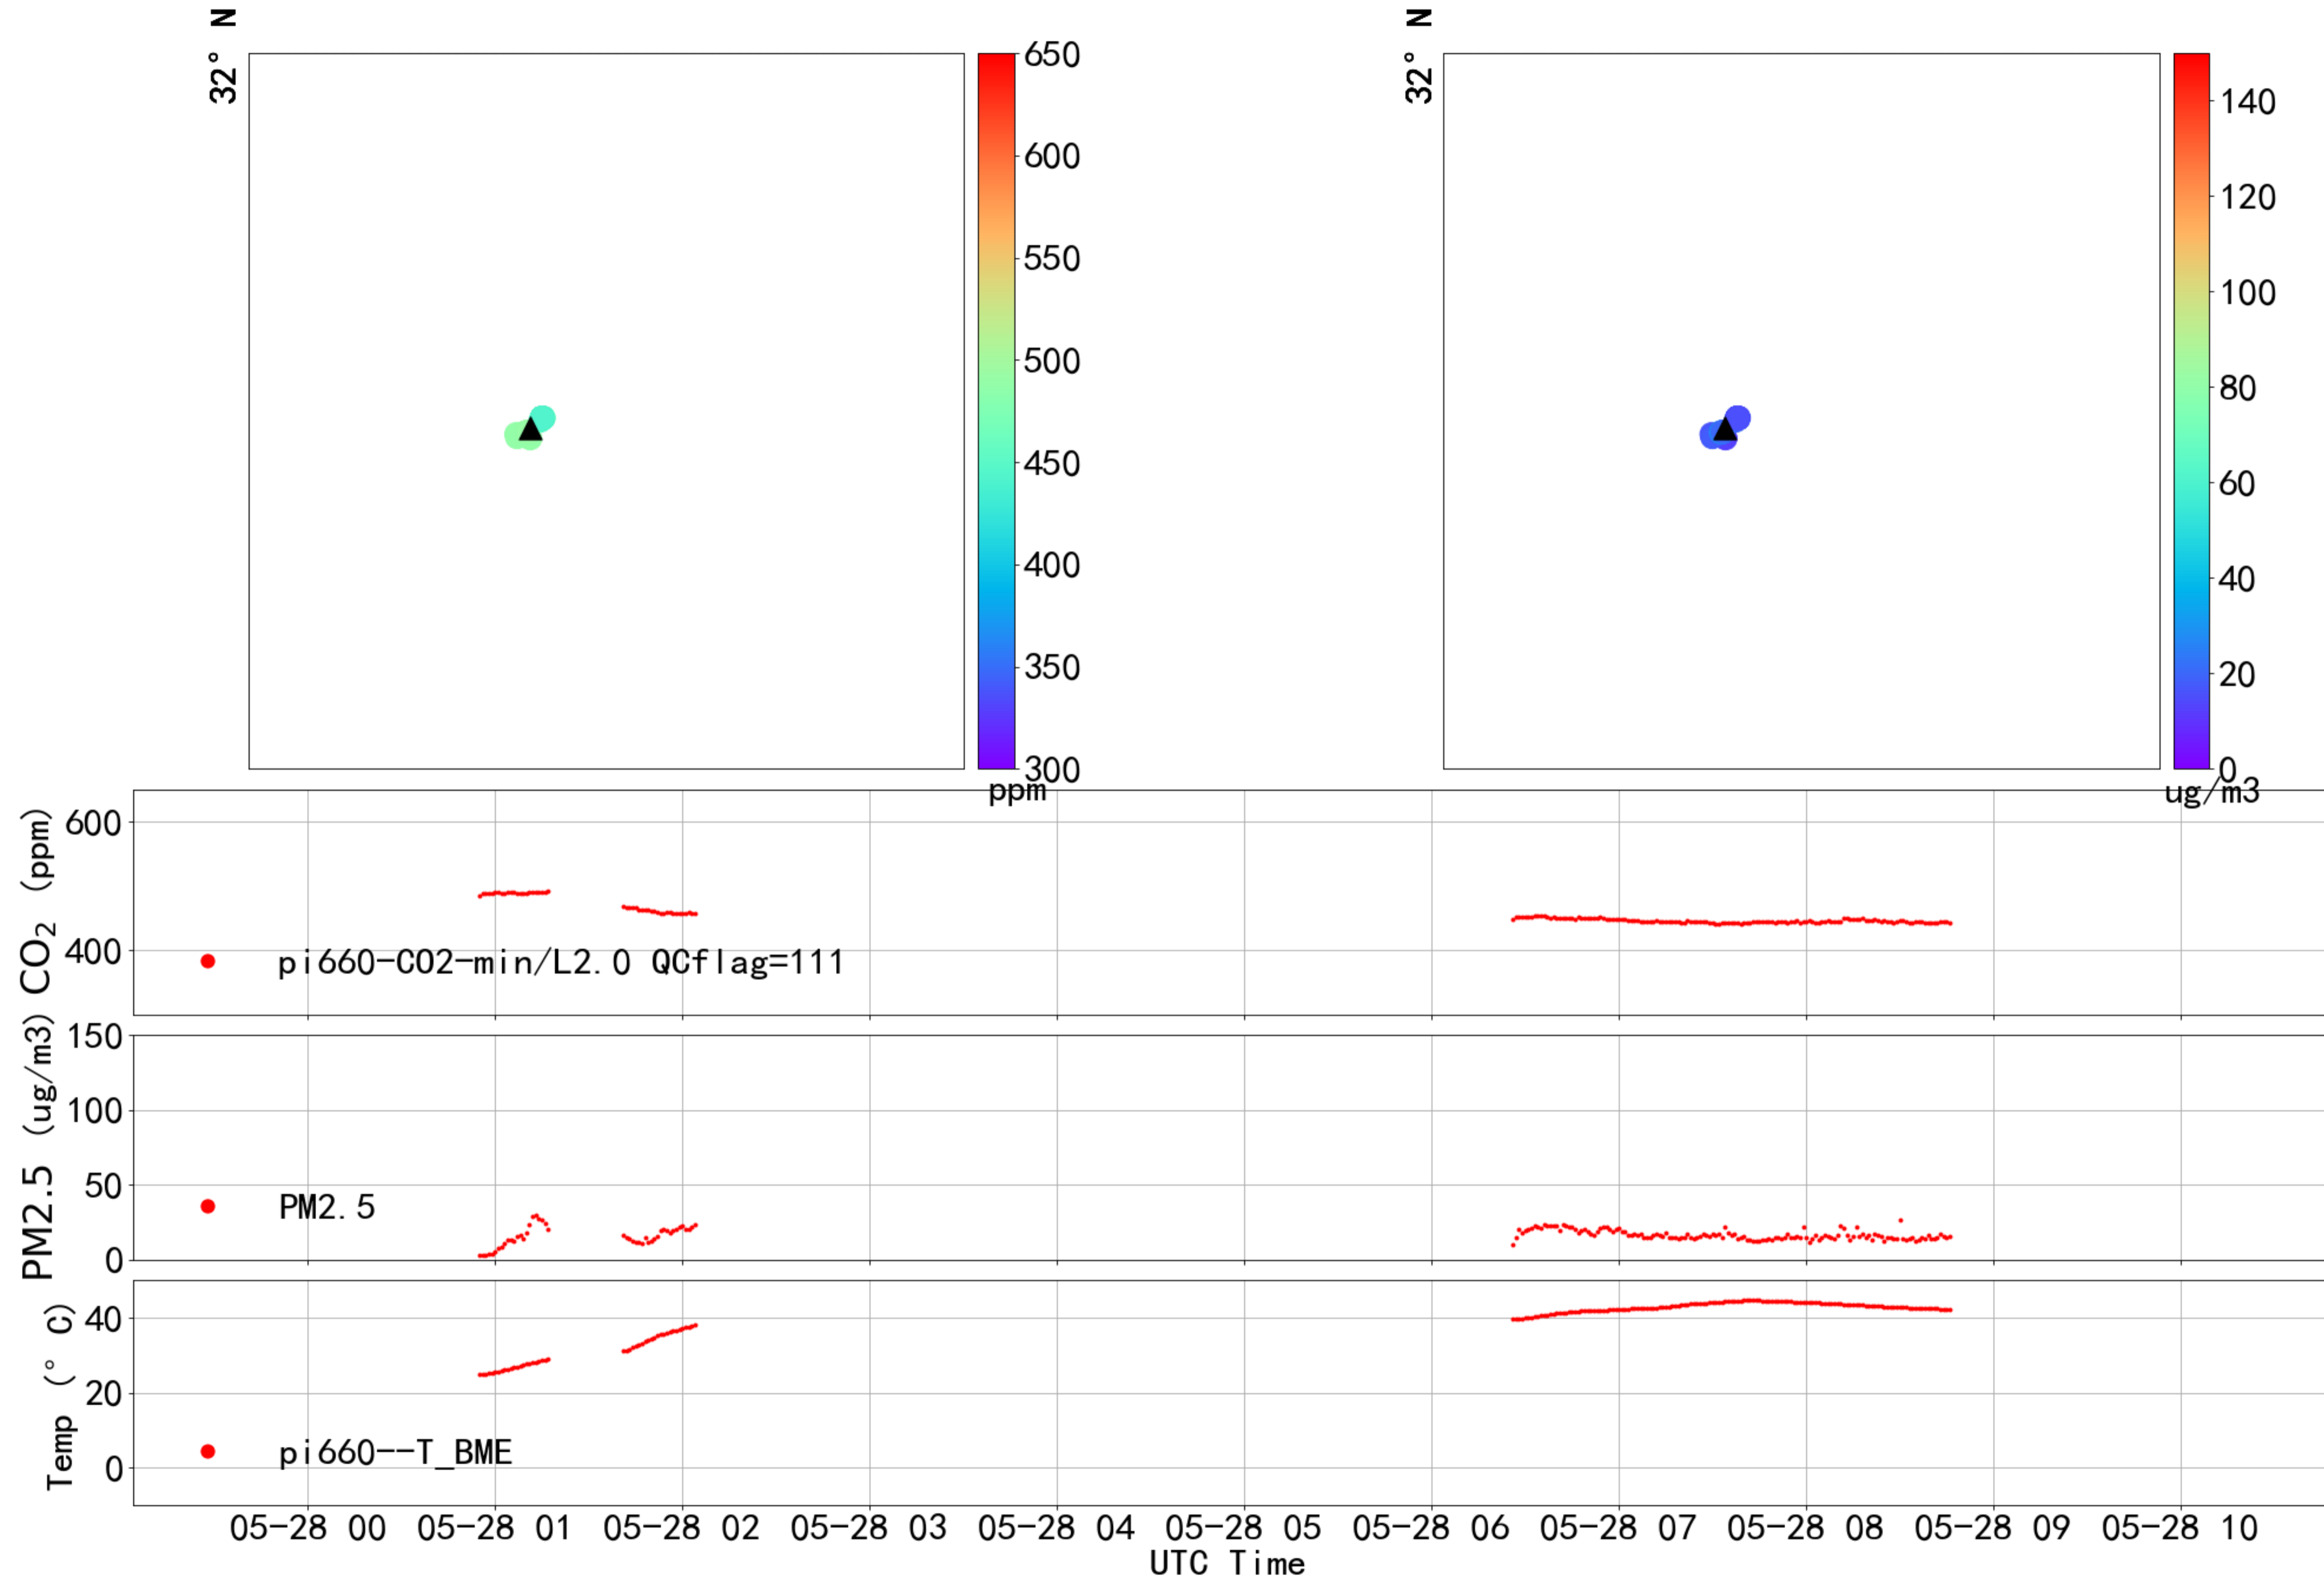 32° N
650
600
550
500
450
400
350
300
ppm
32° N
140
120
100
80
60
40
20
0
ug/m3
CO₂ (ppm)
600
400
pi660-CO2-min/L2.0 QCflag=111
PM2.5 (ug/m3)
150
100
50
0
PM2.5
Temp (° C)
40
20
0
pi660--T_BME
05-28 00 05-28 01 05-28 02 05-28 03 05-28 04 05-28 05 05-28 06 05-28 07 05-28 08 05-28 09 05-28 10
UTC Time